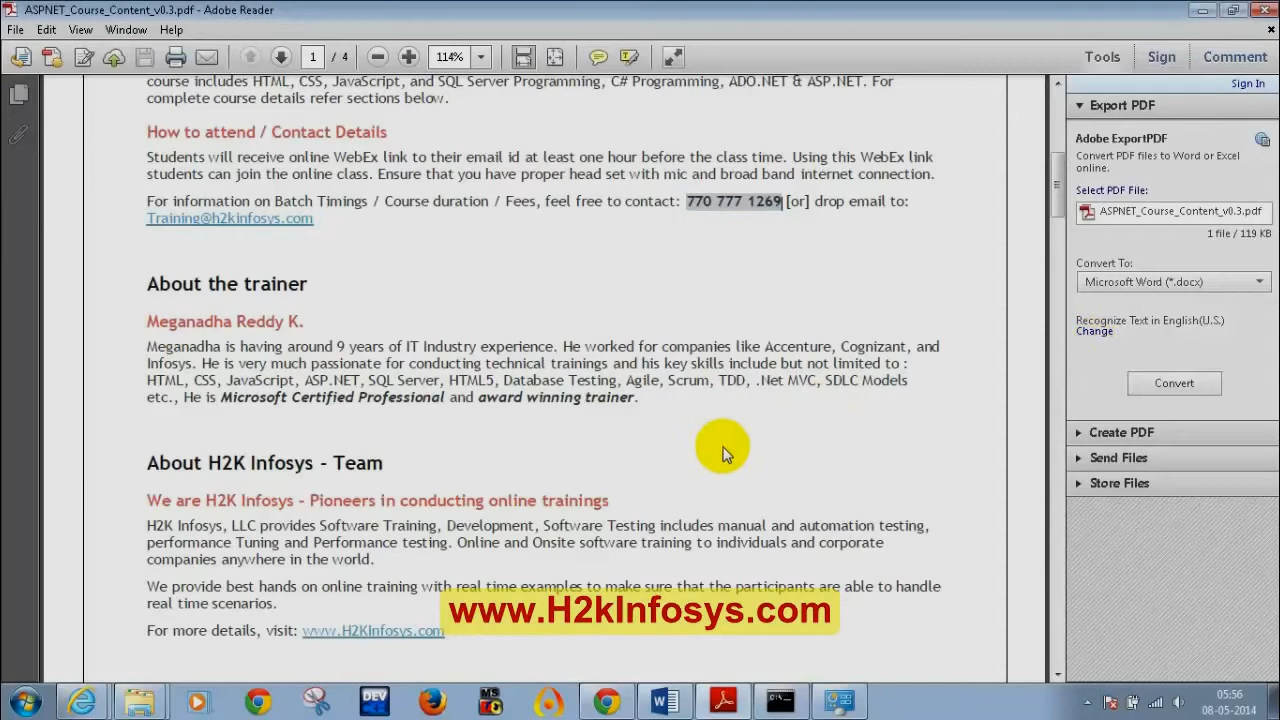 ASPNET_Course_Content_v0.3.pdf - Adobe Reader
File Edit View Window Help
1 / 4 114% Tools Sign Comment
course includes HTML, CSS, JavaScript, and SQL Server Programming, C# Programming, ADO.NET & ASP.NET. For
complete course details refer sections below.
How to attend / Contact Details
Students will receive online WebEx link to their email id at least one hour before the class time. Using this WebEx link
students can join the online class. Ensure that you have proper head set with mic and broad band internet connection.
For information on Batch Timings / Course duration / Fees, feel free to contact: 770 777 1269 [or] drop email to:
Training@h2kinfosys.com
About the trainer
Meganadha Reddy K.
Meganadha is having around 9 years of IT Industry experience. He worked for companies like Accenture, Cognizant, and
Infosys. He is very much passionate for conducting technical trainings and his key skills include but not limited to :
HTML, CSS, JavaScript, ASP.NET, SQL Server, HTML5, Database Testing, Agile, Scrum, TDD, .Net MVC, SDLC Models
etc., He is Microsoft Certified Professional and award winning trainer.
About H2K Infosys - Team
We are H2K Infosys - Pioneers in conducting online trainings
H2K Infosys, LLC provides Software Training, Development, Software Testing includes manual and automation testing,
performance Tuning and Performance testing. Online and Onsite software training to individuals and corporate
companies anywhere in the world.
We provide best hands on online training with real time examples to make sure that the participants are able to handle
real time scenarios.
www.H2kInfosys.com
For more details, visit: www.H2KInfosys.com
Sign In
Export PDF
Adobe ExportPDF
Convert PDF files to Word or Excel
online.
Select PDF File:
ASPNET_Course_Content_v0.3.pdf
1 file / 119 KB
Convert To:
Microsoft Word (*.docx)
Recognize Text in English(U.S.)
Change
Convert
Create PDF
Send Files
Store Files
DEV
MS
05:56
08-05-2014